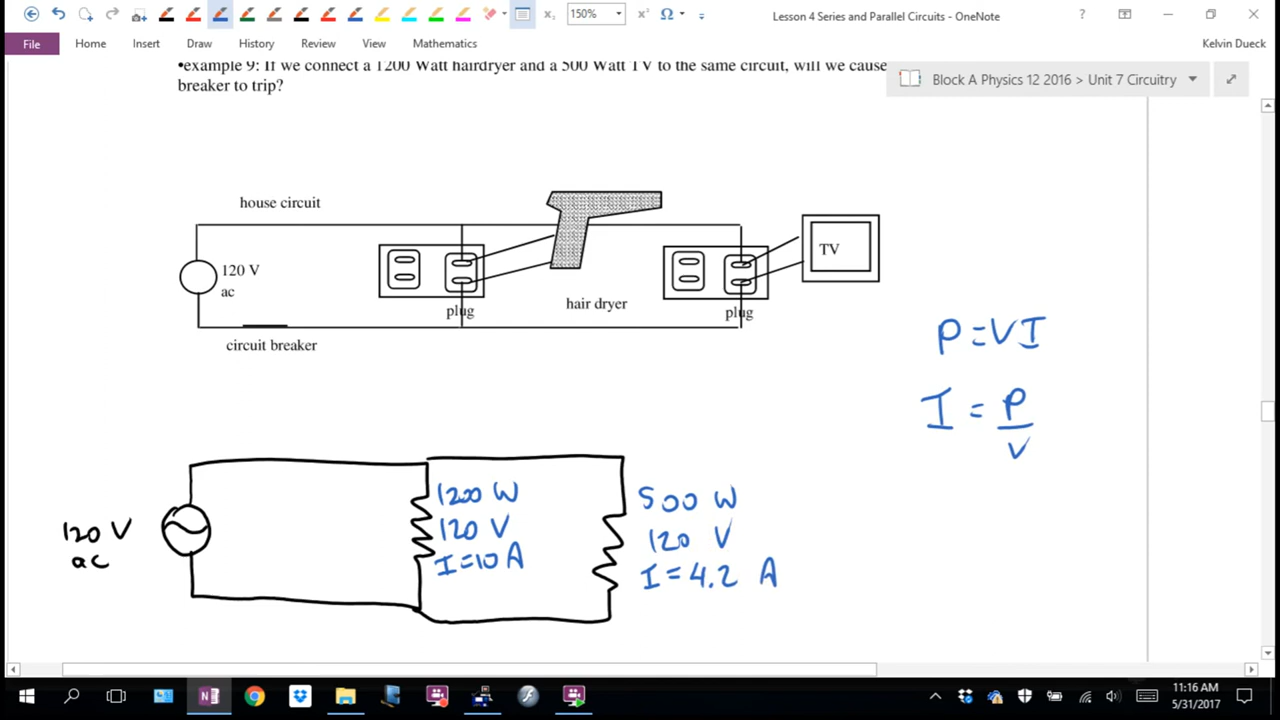 150%
Lesson 4 Series and Parallel Circuits - OneNote
File Home Insert Draw History Review View Mathematics
Kelvin Dueck
•example 9: If we connect a 1200 Watt hairdryer and a 500 Watt TV to the same circuit, will we cause
Block A Physics 12 2016 > Unit 7 Circuitry
breaker to trip?
house circuit
120 V
ac
TV
plug
hair dryer
plug
circuit breaker
P = VI
I = P
V
120 V
ac
1200 W
120 V
I = 10 A
500 W
120 V
I = 4.2 A
11:16 AM
5/31/2017